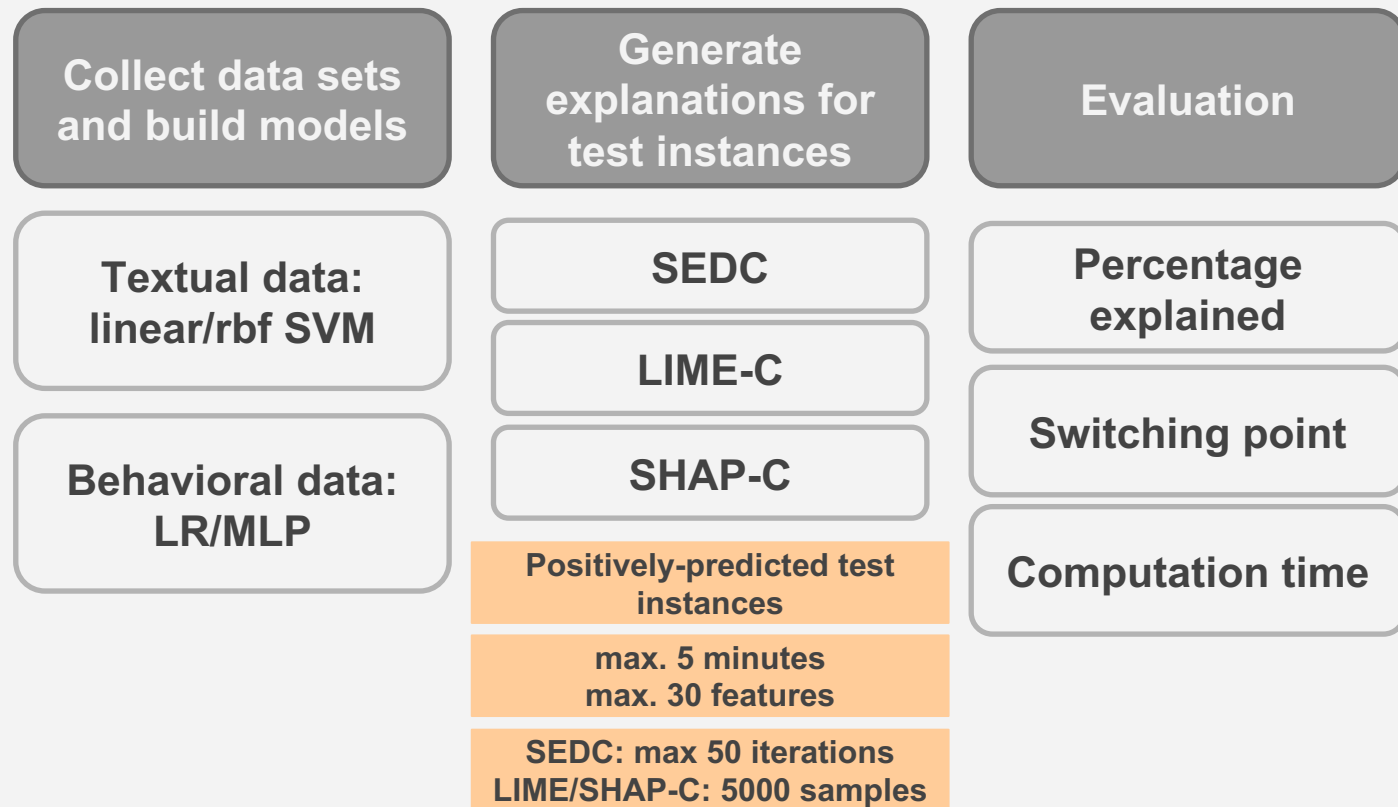 Collect data sets
and build models
Textual data:
linear/rbf SVM
Behavioral data:
LR/MLP
Generate
explanations for
test instances
SEDC
LIME-C
SHAP-C
Positively-predicted test
instances
max. 5 minutes
max. 30 features
SEDC: max 50 iterations
LIME/SHAP-C: 5000 samples
Evaluation
Percentage
explained
Switching point
Computation time